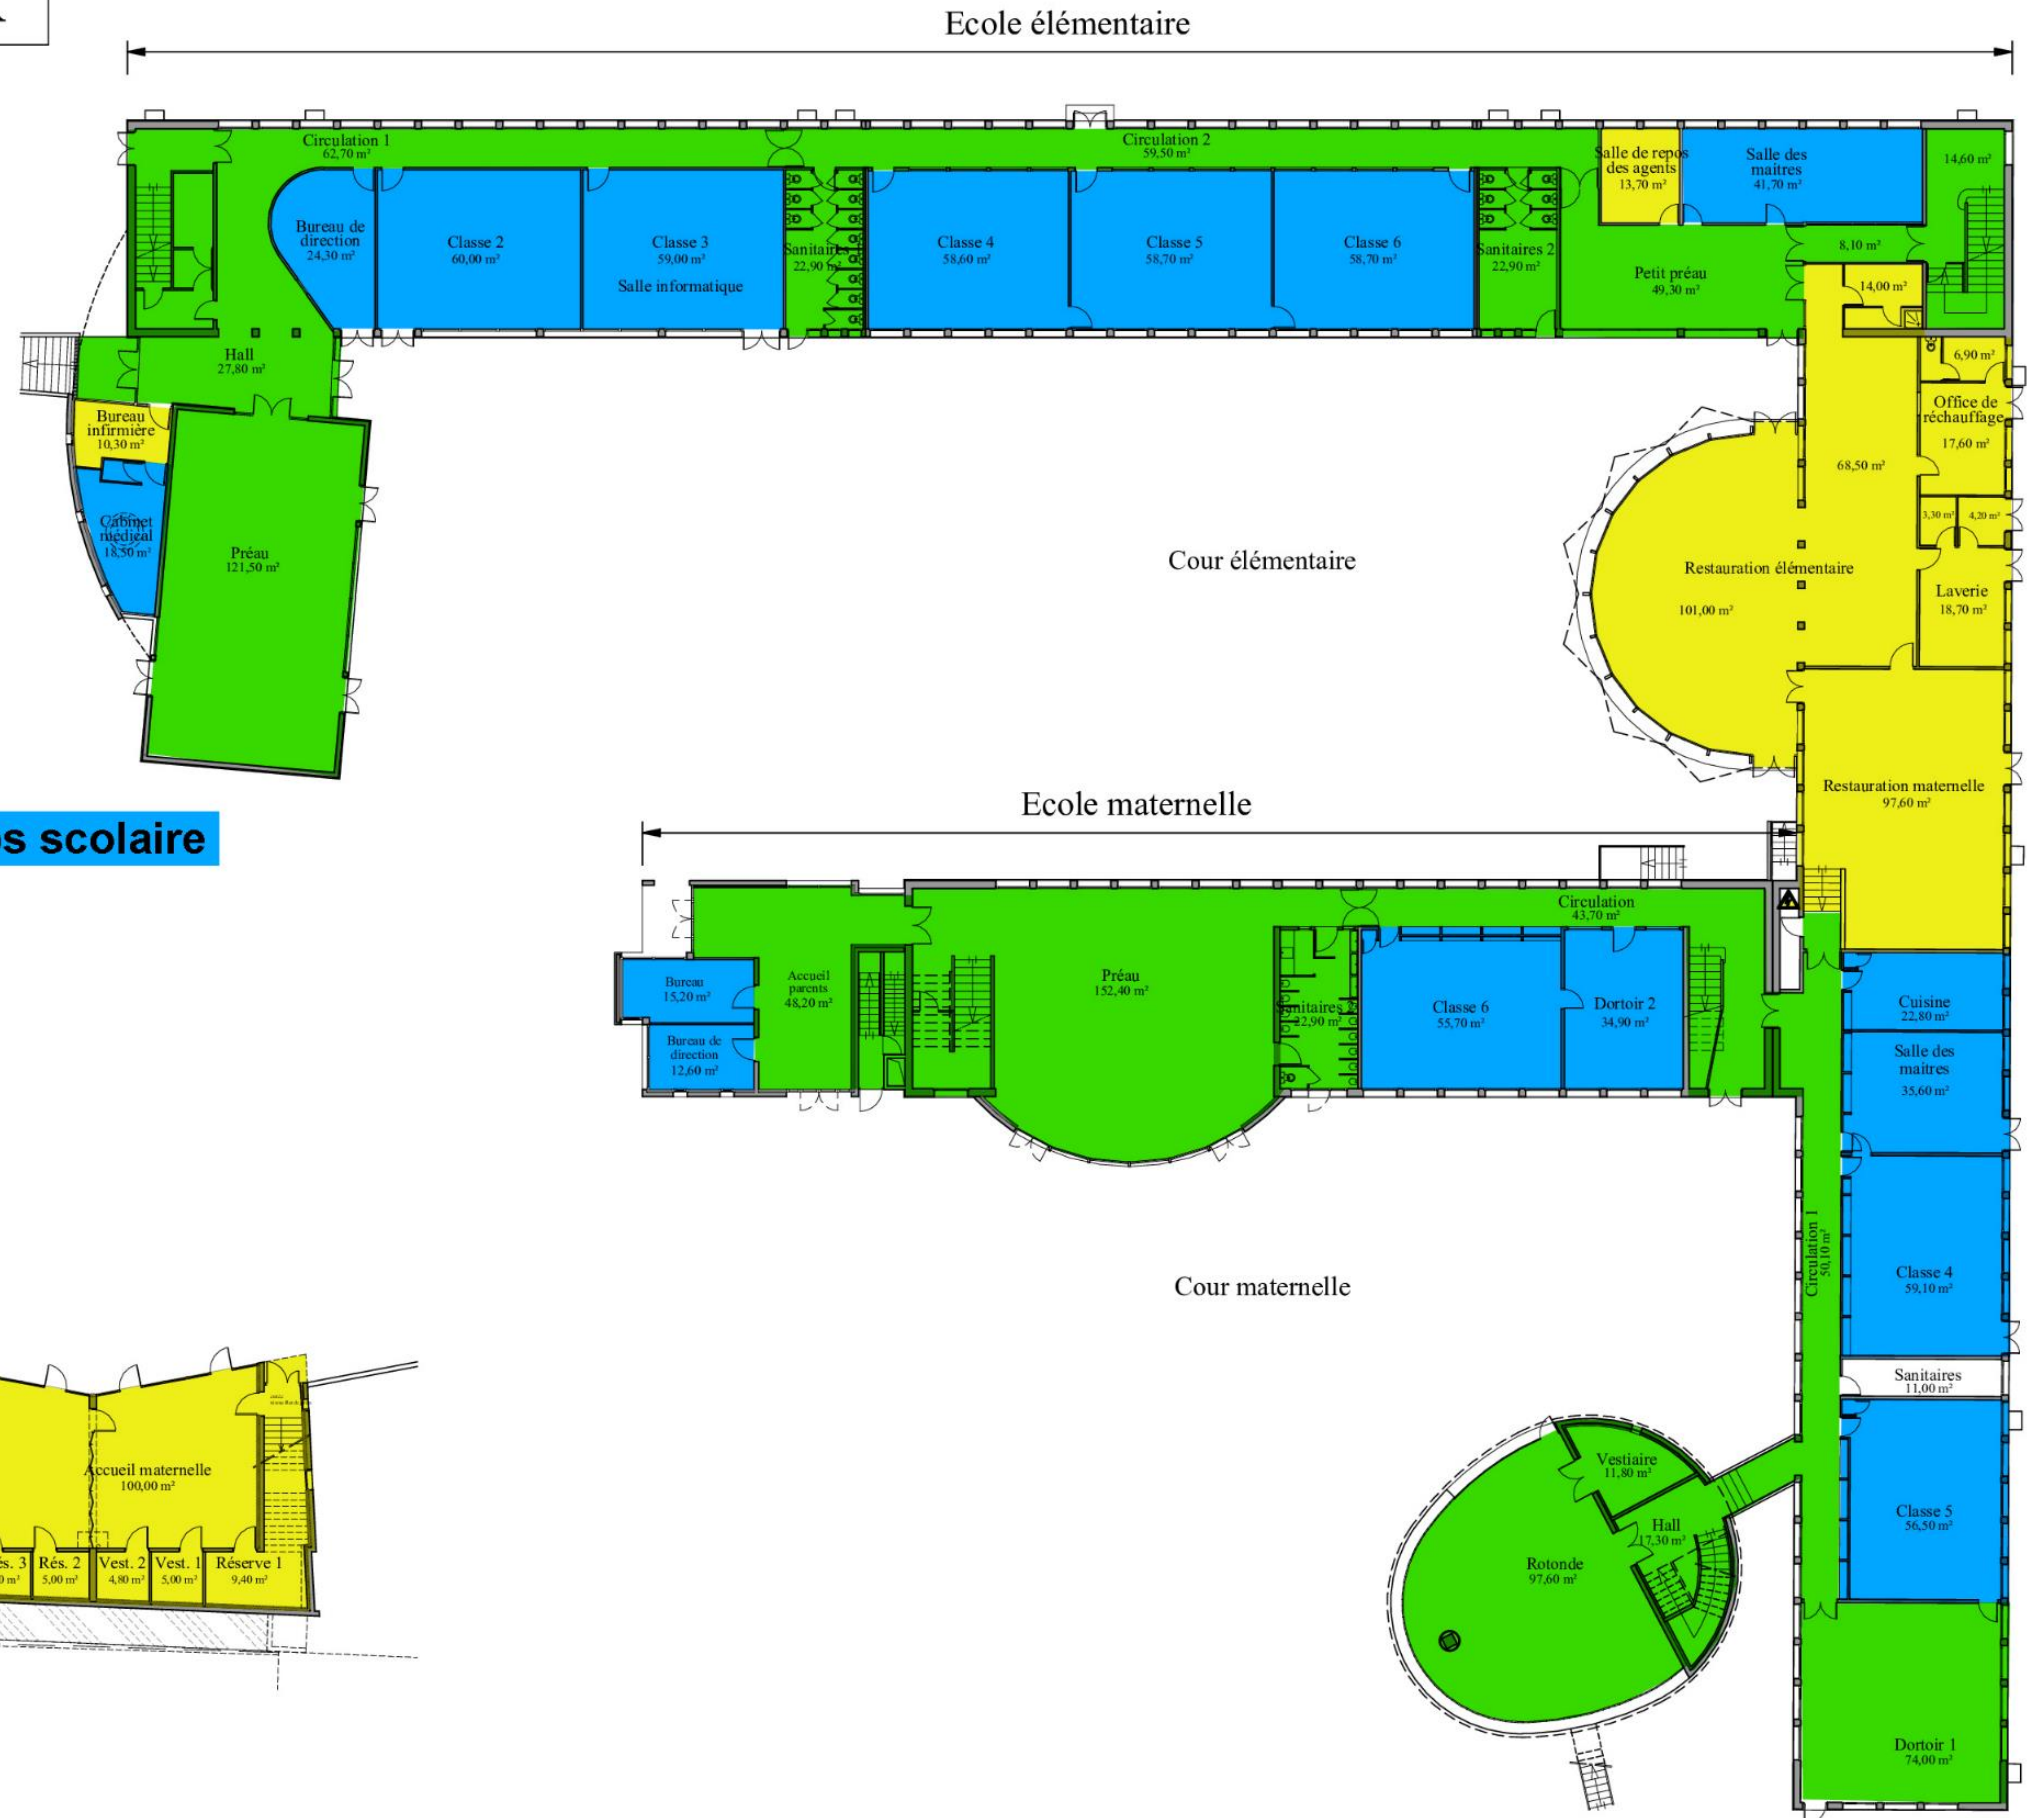 Ecole élémentaire
Circulation 1
62,70 m²
Circulation 2
59,50 m²
Salle de repos
des agents
13,70 m²
Salle des
maitres
41,70 m²
14,60 m²
Bureau de
direction
24,30 m²
Classe 2
60,00 m²
Classe 3
59,00 m²
Salle informatique
Sanitaires
22,90 m²
Classe 4
58,60 m²
Classe 5
58,70 m²
Classe 6
58,70 m²
Sanitaires 2
22,90 m²
Petit préau
49,30 m²
8,10 m²
14,00 m²
Hall
27,80 m²
6,90 m²
Bureau
infirmière
10,30 m²
Office de
réchauffage
17,60 m²
68,50 m²
Cabinet
médical
18,50 m²
Préau
121,50 m²
3,30 m²
4,20 m²
Cour élémentaire
Restauration élémentaire
101,00 m²
Laverie
18,70 m²
Restauration maternelle
97,60 m²
Ecole maternelle
s scolaire
Circulation
43,70 m²
Bureau
15,20 m²
Accueil
parents
48,20 m²
Préau
152,40 m²
Sanitaires 2
22,90 m²
Classe 6
55,70 m²
Dortoir 2
34,90 m²
Cuisine
22,80 m²
Bureau de
direction
12,60 m²
Salle des
maitres
35,60 m²
Circulation 1
50,10 m²
Cour maternelle
Classe 4
59,10 m²
Sanitaires
11,00 m²
Accueil maternelle
100,00 m²
Vestiaire
11,80 m²
Hall
17,30 m²
Classe 5
56,50 m²
Rotonde
97,60 m²
s. 3
m²
Rés. 2
5,00 m²
Vest. 2
4,80 m²
Vest. 1
5,00 m²
Réserve 1
9,40 m²
Dortoir 1
74,00 m²